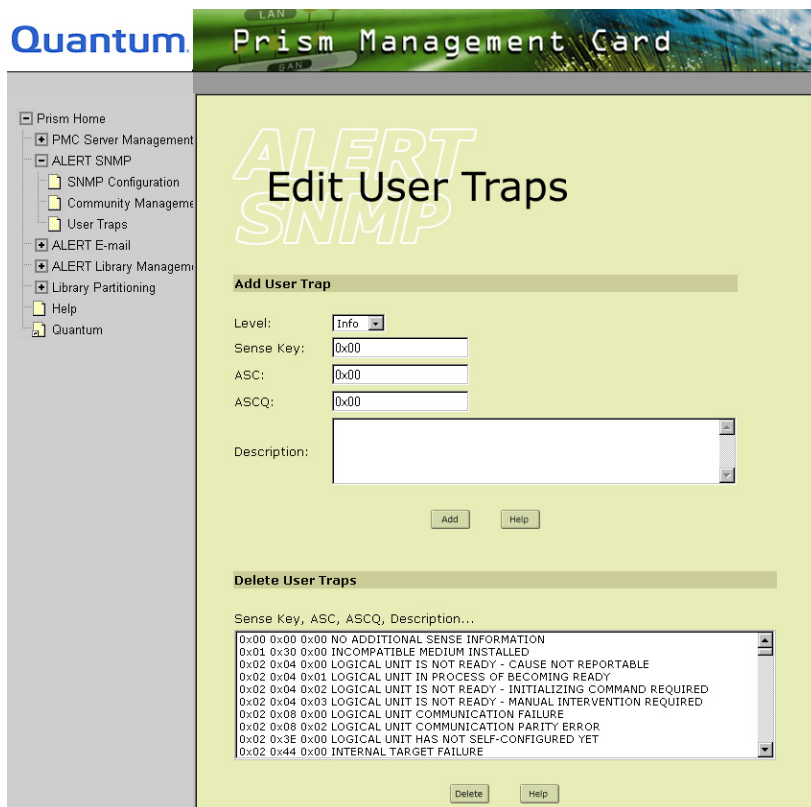 LAN
Quantum.
Prism Management Card
SAN
Prism Home
PMC Server Management
ALERT SNMP
SNMP Configuration
Community Manageme
User Traps
ALERT E-mail
ALERT Library Managem
Library Partitioning
Help
Quantum
ALERT
SNMP
Edit User Traps
Add User Trap
Level: Info
Sense Key: 0x00
ASC: 0x00
ASCQ: 0x00
Description:
Add Help
Delete User Traps
Sense Key, ASC, ASCQ, Description...
0x00 0x00 0x00 NO ADDITIONAL SENSE INFORMATION
0x01 0x30 0x00 INCOMPATIBLE MEDIUM INSTALLED
0x02 0x04 0x00 LOGICAL UNIT IS NOT READY - CAUSE NOT REPORTABLE
0x02 0x04 0x01 LOGICAL UNIT IN PROCESS OF BECOMING READY
0x02 0x04 0x02 LOGICAL UNIT IS NOT READY - INITIALIZING COMMAND REQUIRED
0x02 0x04 0x03 LOGICAL UNIT IS NOT READY - MANUAL INTERVENTION REQUIRED
0x02 0x08 0x00 LOGICAL UNIT COMMUNICATION FAILURE
0x02 0x08 0x02 LOGICAL UNIT COMMUNICATION PARITY ERROR
0x02 0x3E 0x00 LOGICAL UNIT HAS NOT SELF-CONFIGURED YET
0x02 0x44 0x00 INTERNAL TARGET FAILURE
Delete Help